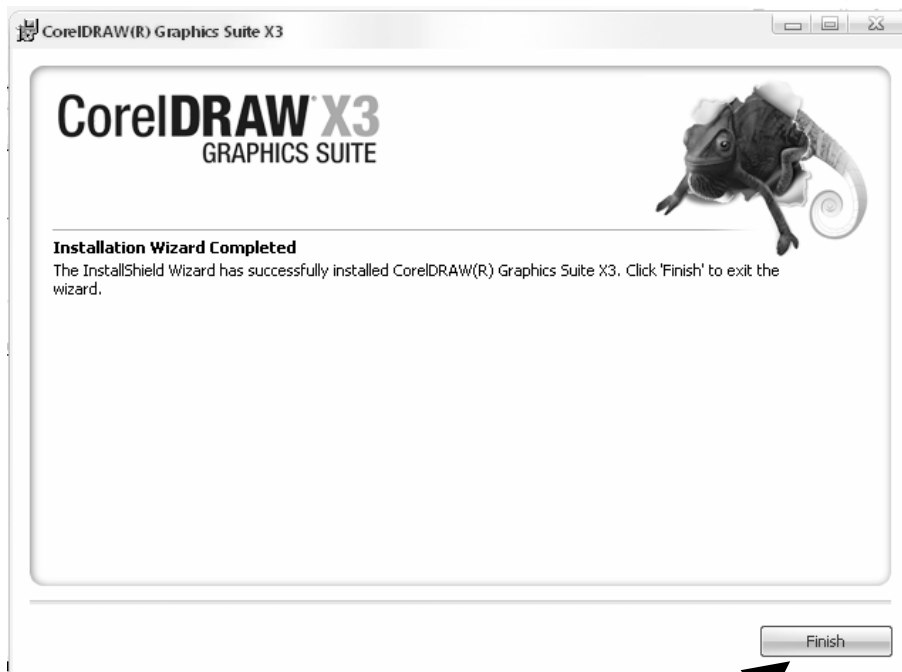 CorelDRAW(R) Graphics Suite X3
CorelDRAW X3
GRAPHICS SUITE
Installation Wizard Completed
The InstallShield Wizard has successfully installed CorelDRAW(R) Graphics Suite X3. Click 'Finish' to exit the
wizard.
Finish